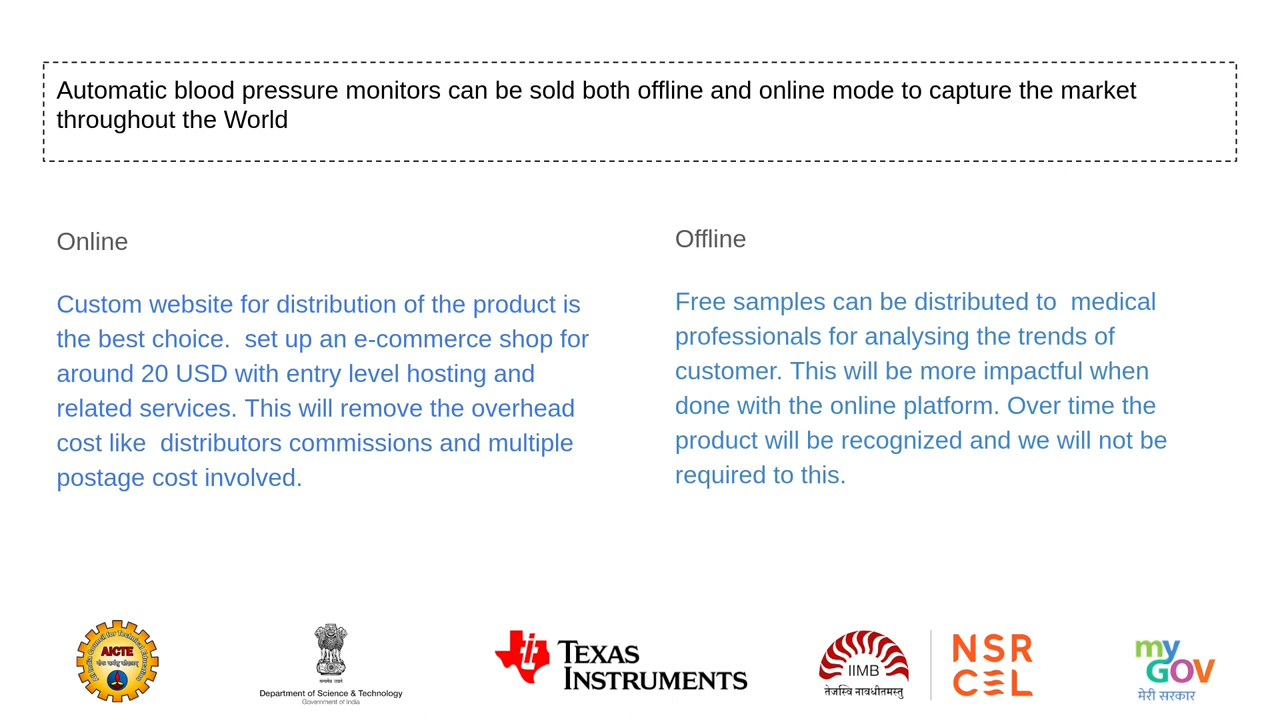 Automatic blood pressure monitors can be sold both offline and online mode to capture the market
throughout the World
Online
Custom website for distribution of the product is
the best choice.  set up an e-commerce shop for
around 20 USD with entry level hosting and
related services. This will remove the overhead
cost like  distributors commissions and multiple
postage cost involved.
Offline
Free samples can be distributed to  medical
professionals for analysing the trends of
customer. This will be more impactful when
done with the online platform. Over time the
product will be recognized and we will not be
required to this.
AICTE
Department of Science & Technology
Government of India
TEXAS
INSTRUMENTS
IIMB
तेजस्वि नावधीतमस्तु
NSR
CEL
my
GOV
मेरी सरकार